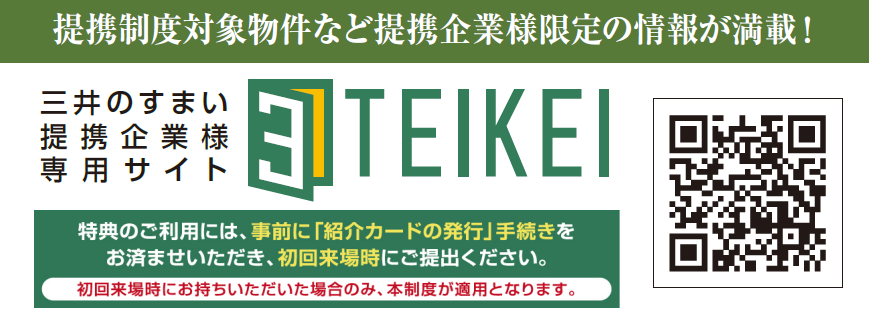 提携制度対象物件など提携企業様限定の情報が満載！
三井のすまい
提携企業様
専用サイト
TEIKEI
特典のご利用には、事前に「紹介カードの発行」手続きを
お済ませいただき、初回来場時にご提出ください。
初回来場時にお持ちいただいた場合のみ、本制度が適用となります。